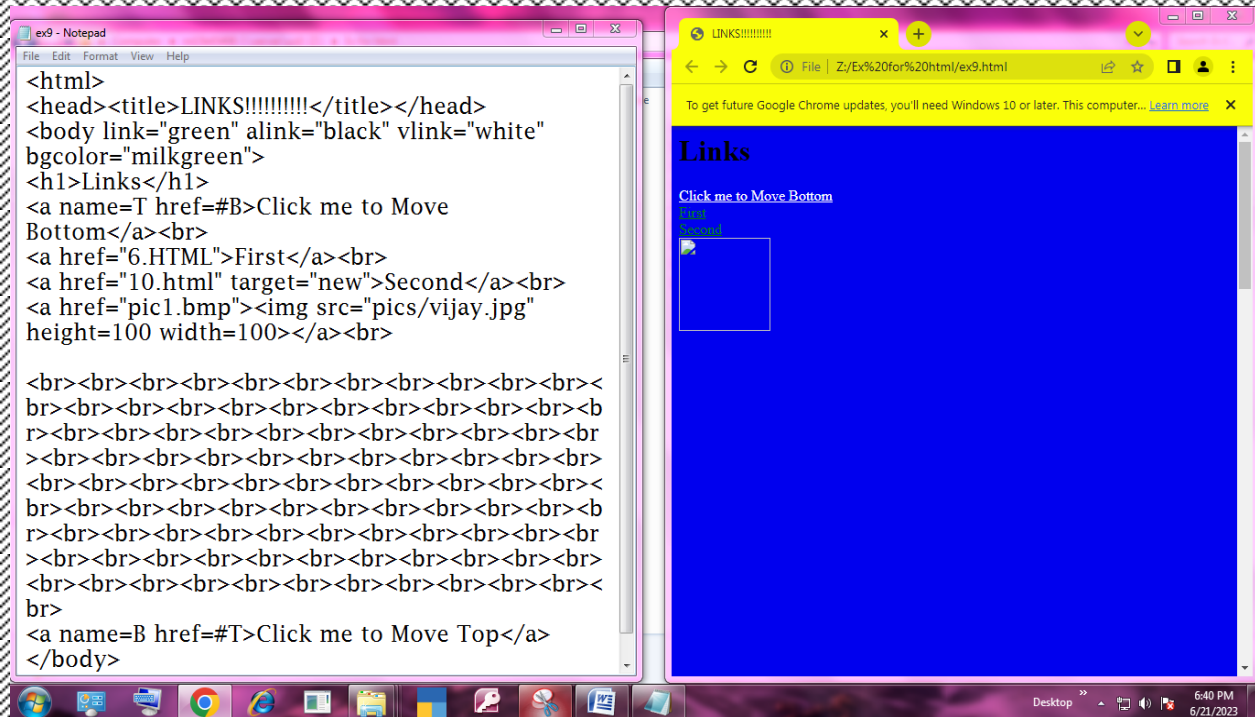 ex9 - Notepad
File Edit Format View Help
<html>
<head><title>LINKS!!!!!!!!!!</title></head>
<body link="green" alink="black" vlink="white"
bgcolor="milkgreen">
<h1>Links</h1>
<a name=T href=#B>Click me to Move
Bottom</a><br>
<a href="6.HTML">First</a><br>
<a href="10.html" target="new">Second</a><br>
<a href="pic1.bmp"><img src="pics/vijay.jpg"
height=100 width=100></a><br>
<br><br><br><br><br><br><br><br><br><br><br><
br><br><br><br><br><br><br><br><br><br><br><b
r><br><br><br><br><br><br><br><br><br><br><br
><br><br><br><br><br><br><br><br><br><br><br>
<br><br><br><br><br><br><br><br><br><br><br><
br><br><br><br><br><br><br><br><br><br><br><b
r><br><br><br><br><br><br><br><br><br><br><br
><br><br><br><br><br><br><br><br><br><br><br>
<br><br><br><br><br><br><br><br><br><br><br><
br>
<a name=B href=#T>Click me to Move Top</a>
</body>
LINKS!!!!!!!!!!
File | Z:/Ex%20for%20html/ex9.html
To get future Google Chrome updates, you'll need Windows 10 or later. This computer... Learn more
Links
Click me to Move Bottom
First
Second
Desktop
6:40 PM
6/21/2023